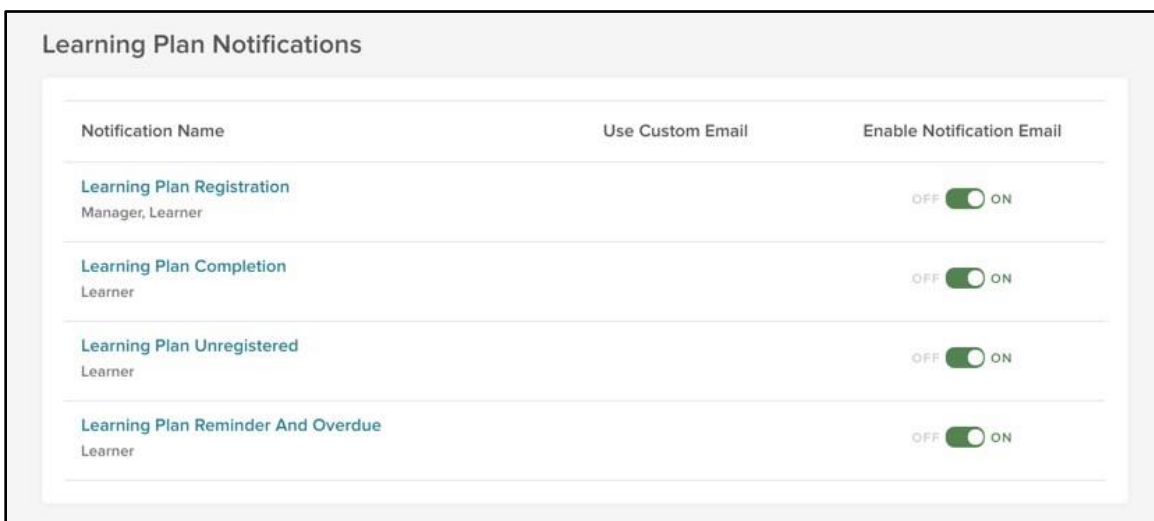 Learning Plan Notifications
Notification Name Use Custom Email Enable Notification Email
Learning Plan Registration
Manager, Learner
OFF ON
Learning Plan Completion
Learner
OFF ON
Learning Plan Unregistered
Learner
OFF ON
Learning Plan Reminder And Overdue
Learner
OFF ON